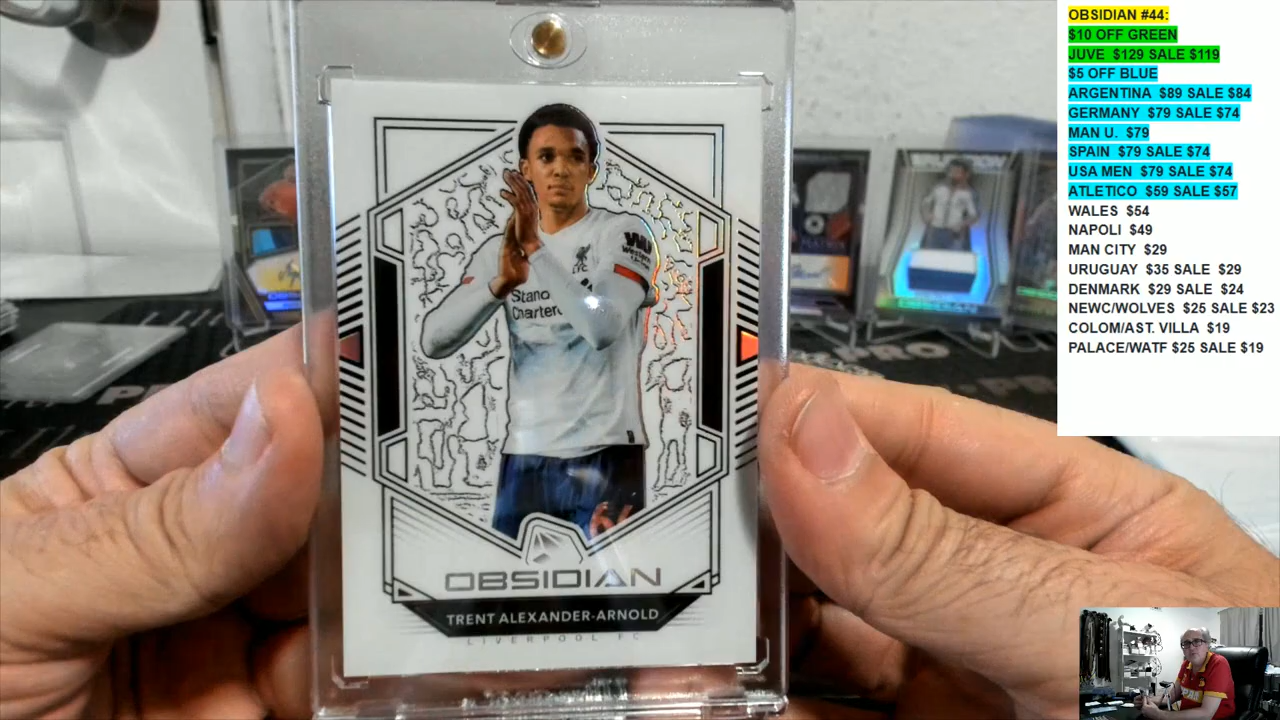 OBSIDIAN #44:
$10 OFF GREEN
JUVE $129 SALE $119
$5 OFF BLUE
ARGENTINA $89 SALE $84
GERMANY $79 SALE $74
MAN U. $79
SPAIN $79 SALE $74
USA MEN $79 SALE $74
ATLETICO $59 SALE $57
WALES $54
NAPOLI $49
MAN CITY $29
URUGUAY $35 SALE $29
DENMARK $29 SALE $24
NEWC/WOLVES $25 SALE $23
COLOM/AST. VILLA $19
PALACE/WATF $25 SALE $19
Stand
Chartere
OBSIDIAN
TRENT ALEXANDER-ARNOLD
LIVERPOOL FC